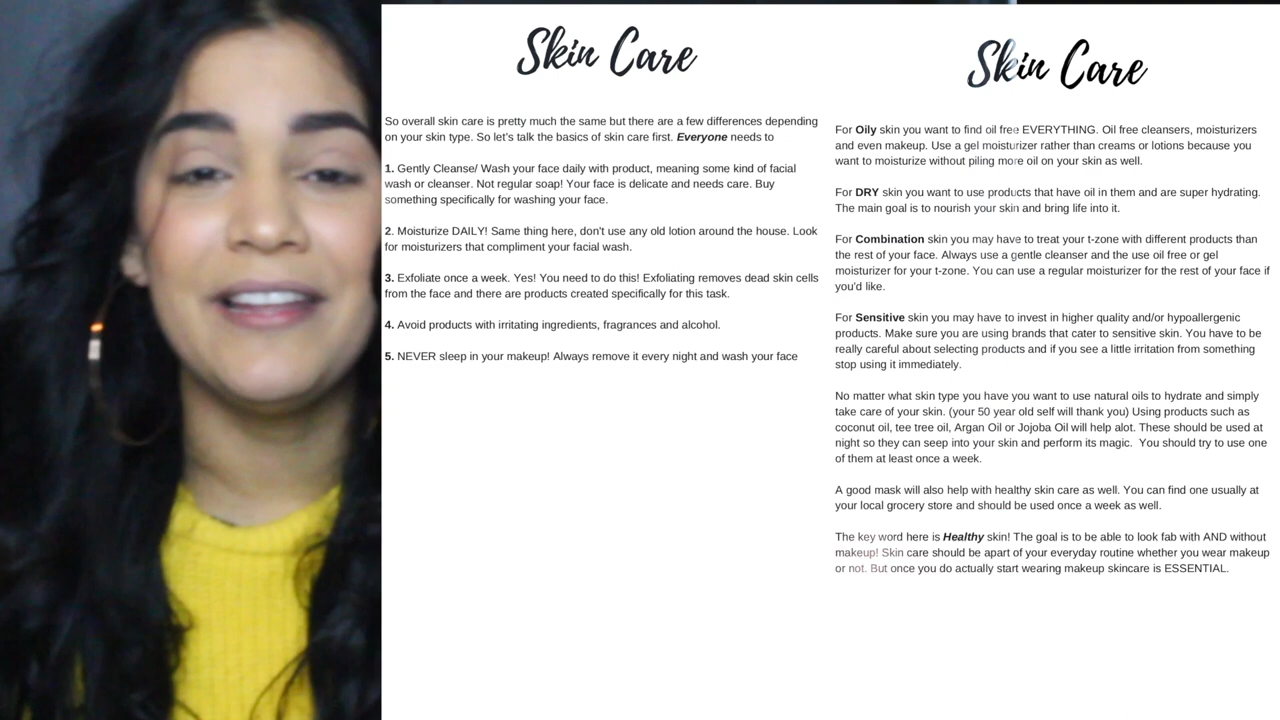 Skin Care
So overall skin care is pretty much the same but there are a few differences depending
on your skin type. So let's talk the basics of skin care first. Everyone needs to
1. Gently Cleanse/ Wash your face daily with product, meaning some kind of facial
wash or cleanser. Not regular soap! Your face is delicate and needs care. Buy
something specifically for washing your face.
2. Moisturize DAILY! Same thing here, don't use any old lotion around the house. Look
for moisturizers that compliment your facial wash.
3. Exfoliate once a week. Yes! You need to do this! Exfoliating removes dead skin cells
from the face and there are products created specifically for this task.
4. Avoid products with irritating ingredients, fragrances and alcohol.
5. NEVER sleep in your makeup! Always remove it every night and wash your face
Skin Care
For Oily skin you want to find oil free EVERYTHING. Oil free cleansers, moisturizers
and even makeup. Use a gel moisturizer rather than creams or lotions because you
want to moisturize without piling more oil on your skin as well.
For DRY skin you want to use products that have oil in them and are super hydrating.
The main goal is to nourish your skin and bring life into it.
For Combination skin you may have to treat your t-zone with different products than
the rest of your face. Always use a gentle cleanser and the use oil free or gel
moisturizer for your t-zone. You can use a regular moisturizer for the rest of your face if
you'd like.
For Sensitive skin you may have to invest in higher quality and/or hypoallergenic
products. Make sure you are using brands that cater to sensitive skin. You have to be
really careful about selecting products and if you see a little irritation from something
stop using it immediately.
No matter what skin type you have you want to use natural oils to hydrate and simply
take care of your skin. (your 50 year old self will thank you) Using products such as
coconut oil, tee tree oil, Argan Oil or Jojoba Oil will help alot. These should be used at
night so they can seep into your skin and perform its magic. You should try to use one
of them at least once a week.
A good mask will also help with healthy skin care as well. You can find one usually at
your local grocery store and should be used once a week as well.
The key word here is Healthy skin! The goal is to be able to look fab with AND without
makeup! Skin care should be apart of your everyday routine whether you wear makeup
or not. But once you do actually start wearing makeup skincare is ESSENTIAL.